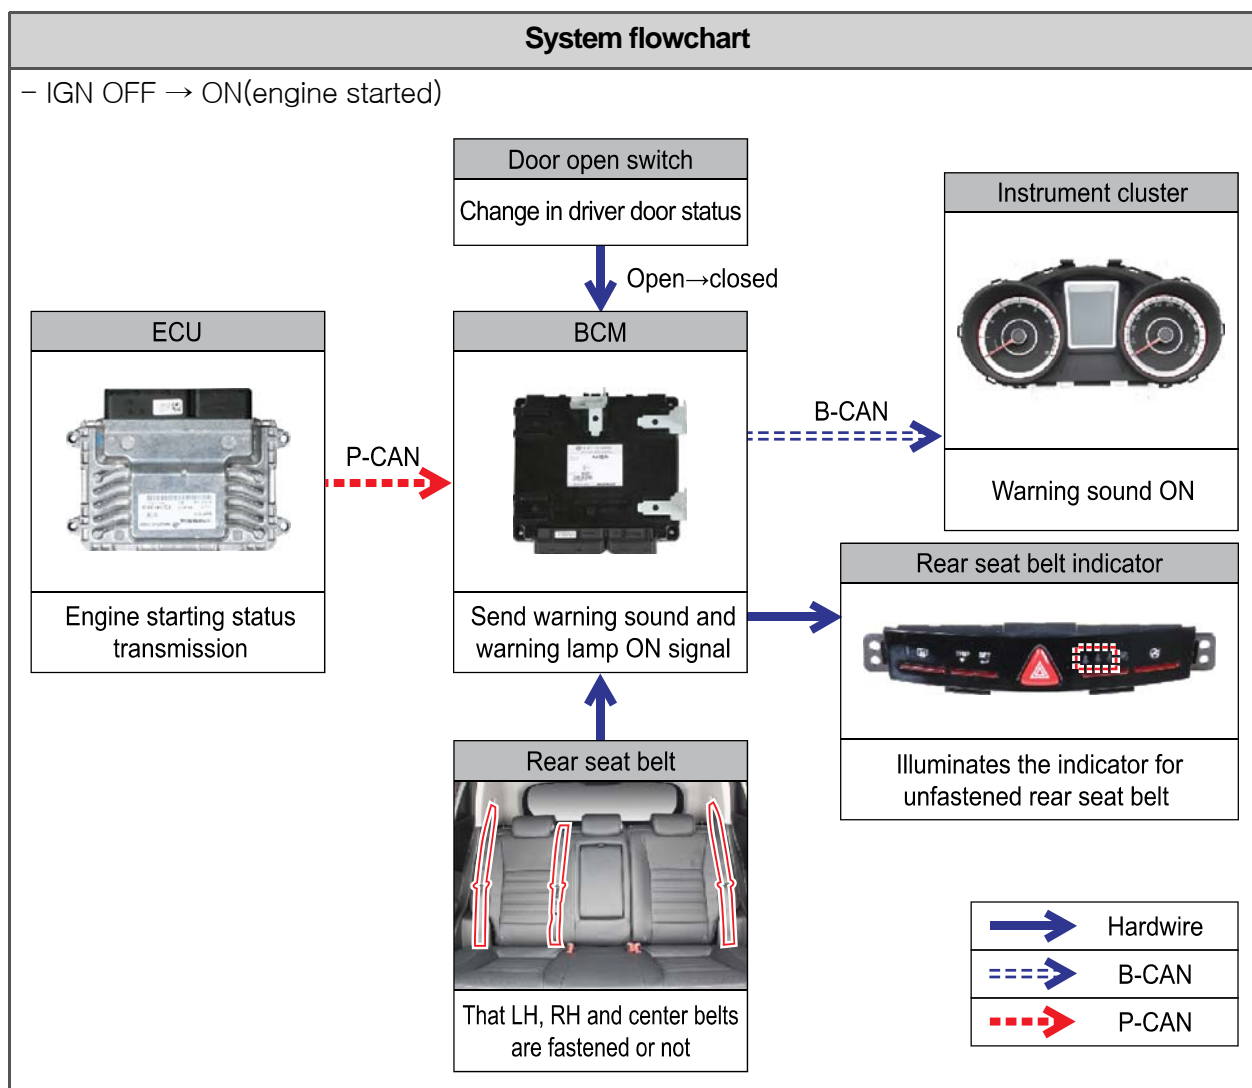 System flowchart
– IGN OFF → ON(engine started)
Door open switch
Change in driver door status
Open→closed
Instrument cluster
Warning sound ON
ECU
Engine starting status
transmission
P-CAN
BCM
Send warning sound and
warning lamp ON signal
B-CAN
Rear seat belt indicator
Illuminates the indicator for
unfastened rear seat belt
Rear seat belt
That LH, RH and center belts
are fastened or not
Hardwire
B-CAN
P-CAN